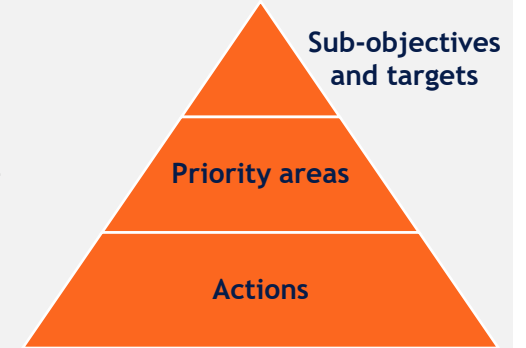 Sub-objectives
and targets
Priority areas
Actions